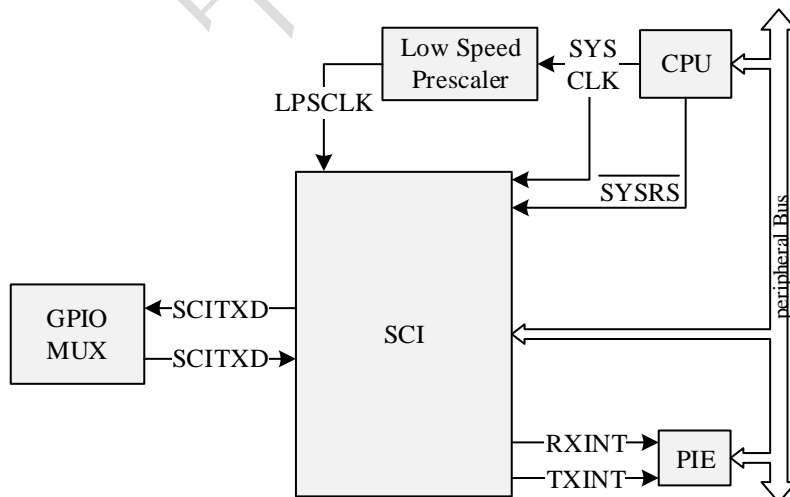 Low Speed
Prescaler
SYS
CLK
CPU
LPSCLK
SYSRS
peripheral Bus
GPIO
MUX
SCITXD
SCITXD
SCI
RXINT
TXINT
PIE